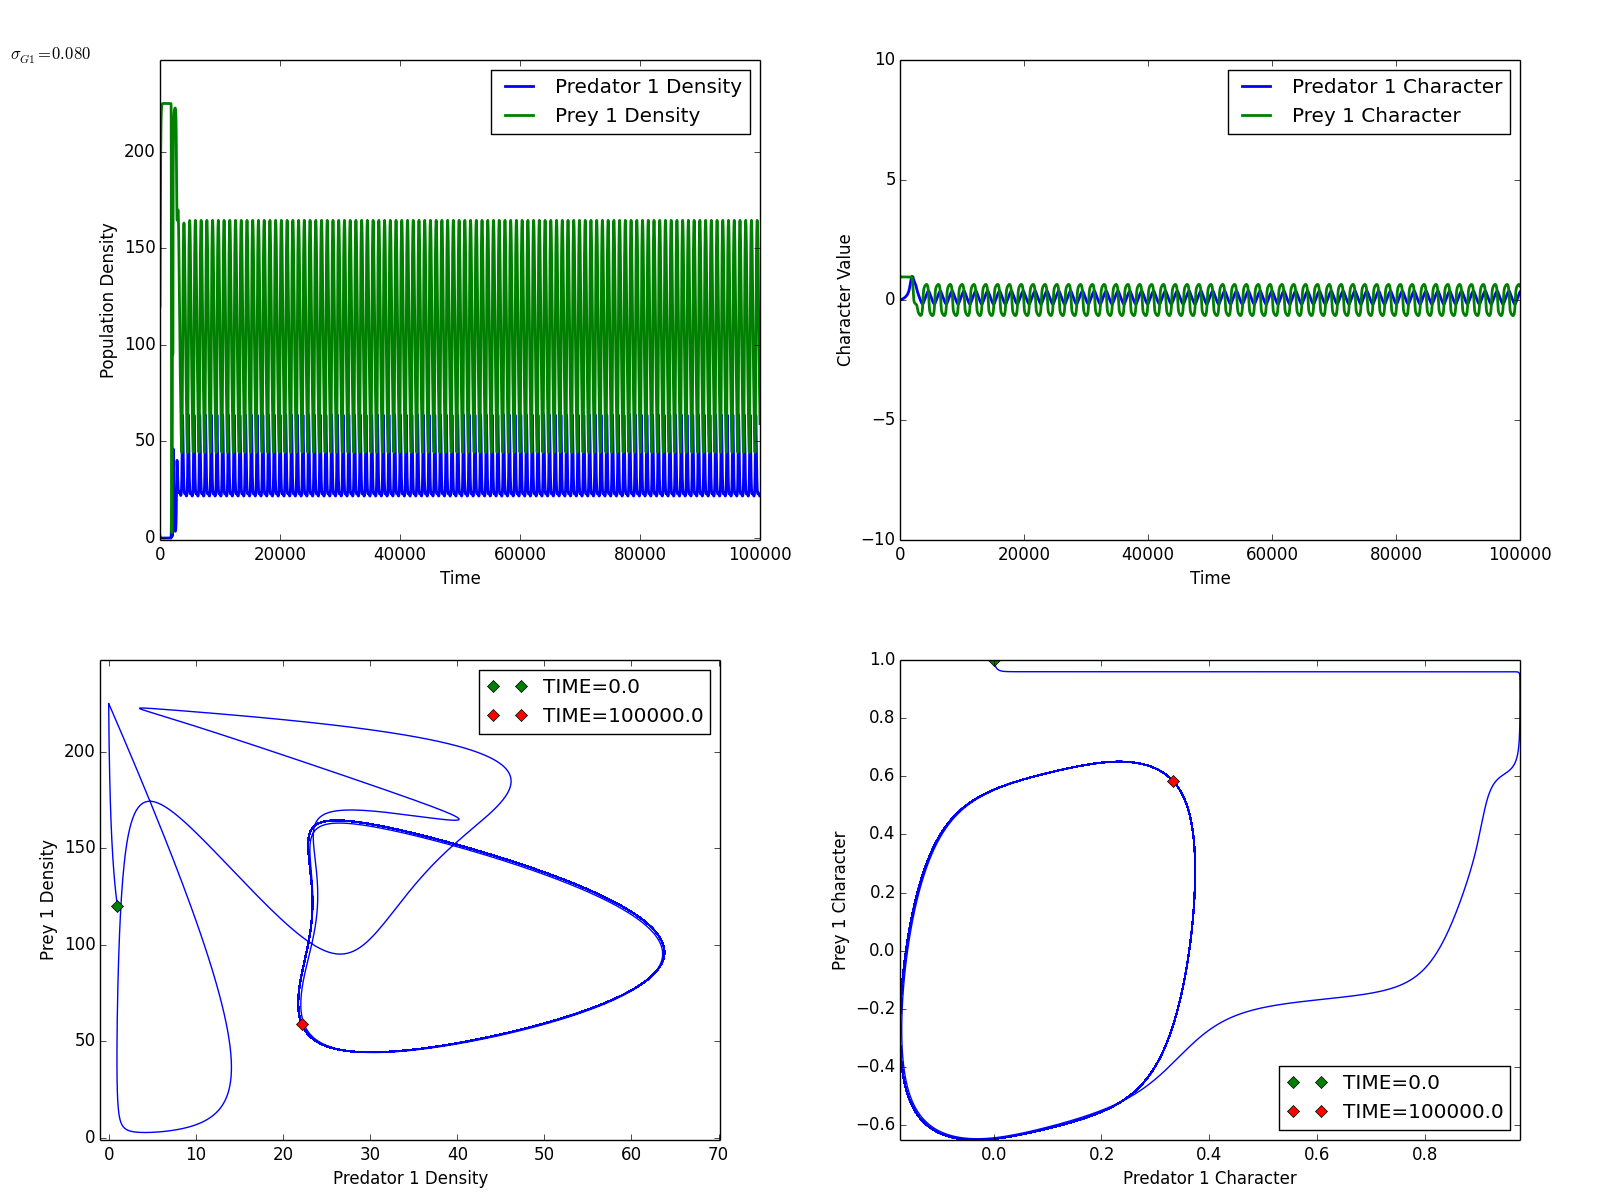 σG1=0.080
Predator 1 Density
Prey 1 Density
Population Density
200
150
100
50
0
0 20000 40000 60000 80000 100000
Time
Predator 1 Character
Prey 1 Character
Character Value
10
5
0
−5
−10
0 20000 40000 60000 80000 100000
Time
TIME=0.0
TIME=100000.0
Prey 1 Density
200
150
100
50
0
0 10 20 30 40 50 60 70
Predator 1 Density
Prey 1 Character
1.0
0.8
0.6
0.4
0.2
0.0
−0.2
−0.4
−0.6
TIME=0.0
TIME=100000.0
0.0 0.2 0.4 0.6 0.8
Predator 1 Character